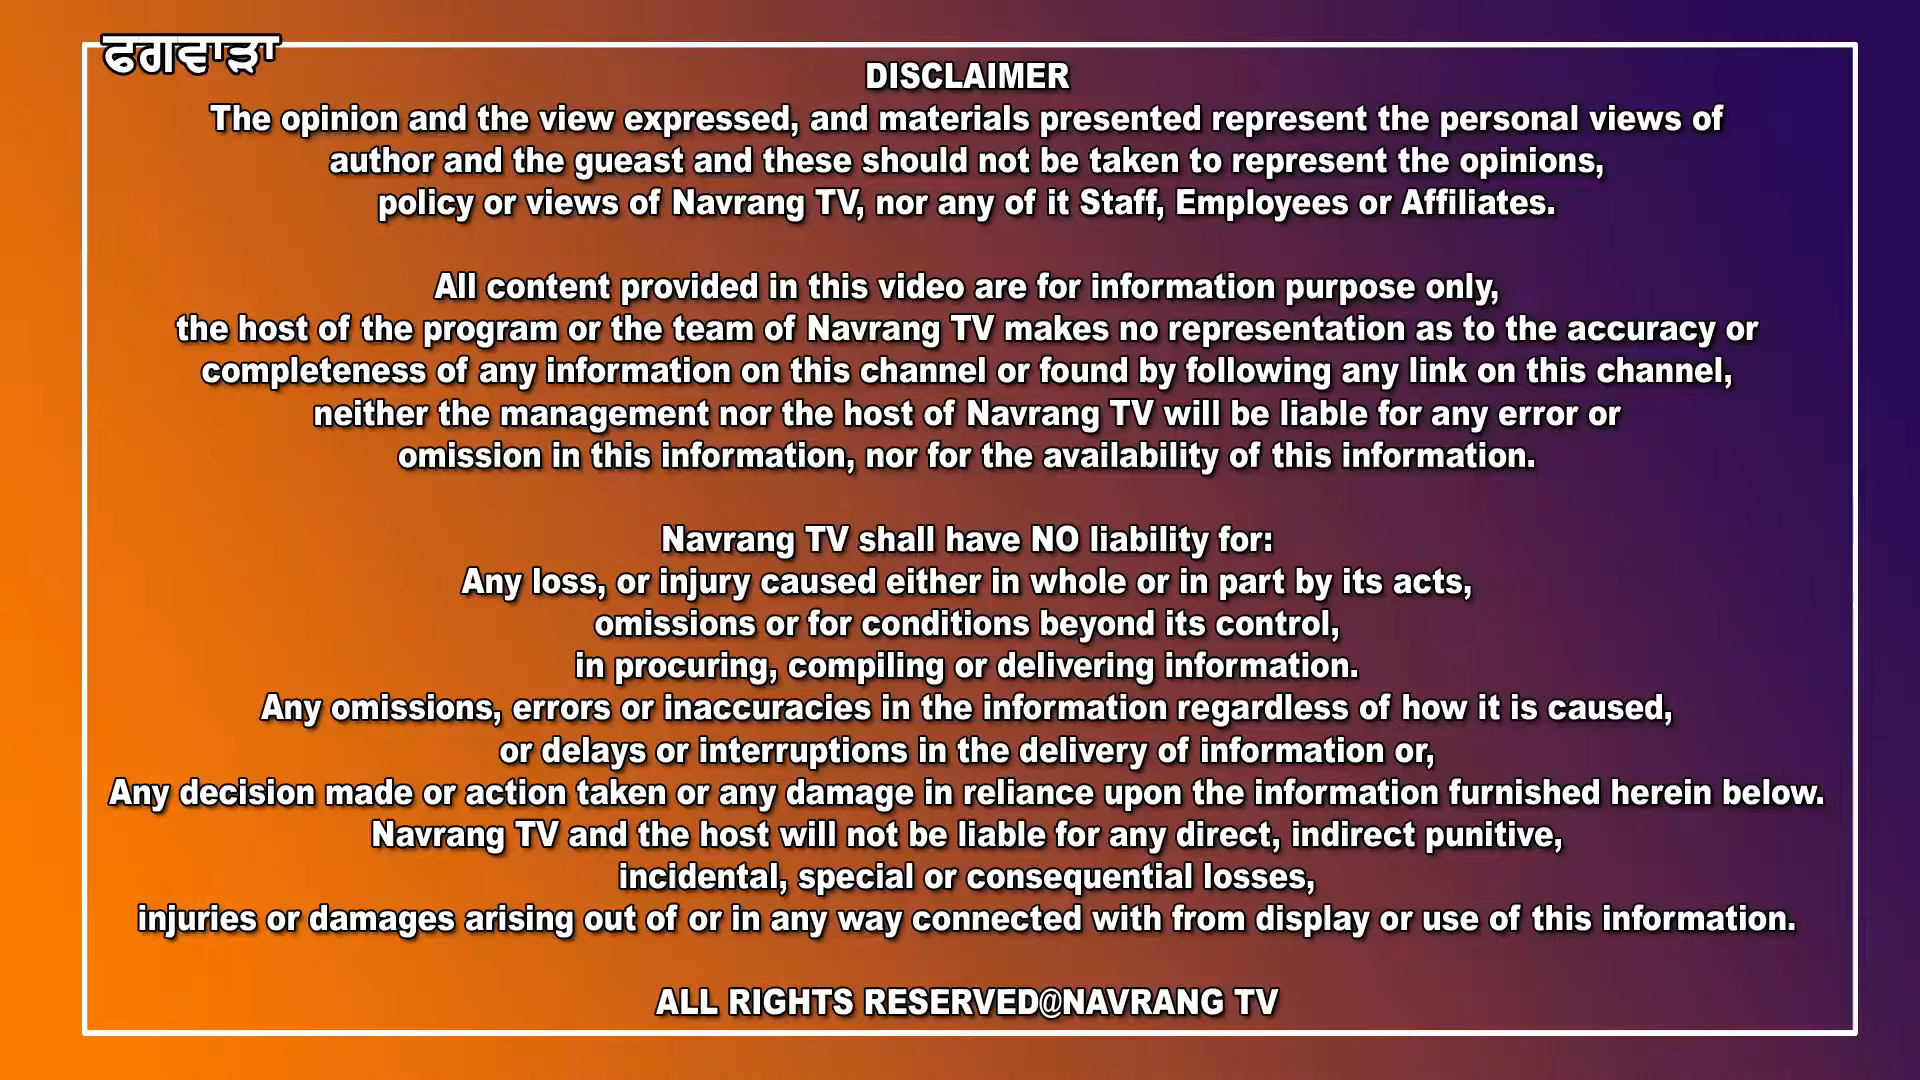 ਫਗਵਾੜਾ
DISCLAIMER
The opinion and the view expressed, and materials presented represent the personal views of
author and the gueast and these should not be taken to represent the opinions,
policy or views of Navrang TV, nor any of it Staff, Employees or Affiliates.
All content provided in this video are for information purpose only,
the host of the program or the team of Navrang TV makes no representation as to the accuracy or
completeness of any information on this channel or found by following any link on this channel,
neither the management nor the host of Navrang TV will be liable for any error or
omission in this information, nor for the availability of this information.
Navrang TV shall have NO liability for:
Any loss, or injury caused either in whole or in part by its acts,
omissions or for conditions beyond its control,
in procuring, compiling or delivering information.
Any omissions, errors or inaccuracies in the information regardless of how it is caused,
or delays or interruptions in the delivery of information or,
Any decision made or action taken or any damage in reliance upon the information furnished herein below.
Navrang TV and the host will not be liable for any direct, indirect punitive,
incidental, special or consequential losses,
injuries or damages arising out of or in any way connected with from display or use of this information.
ALL RIGHTS RESERVED@NAVRANG TV